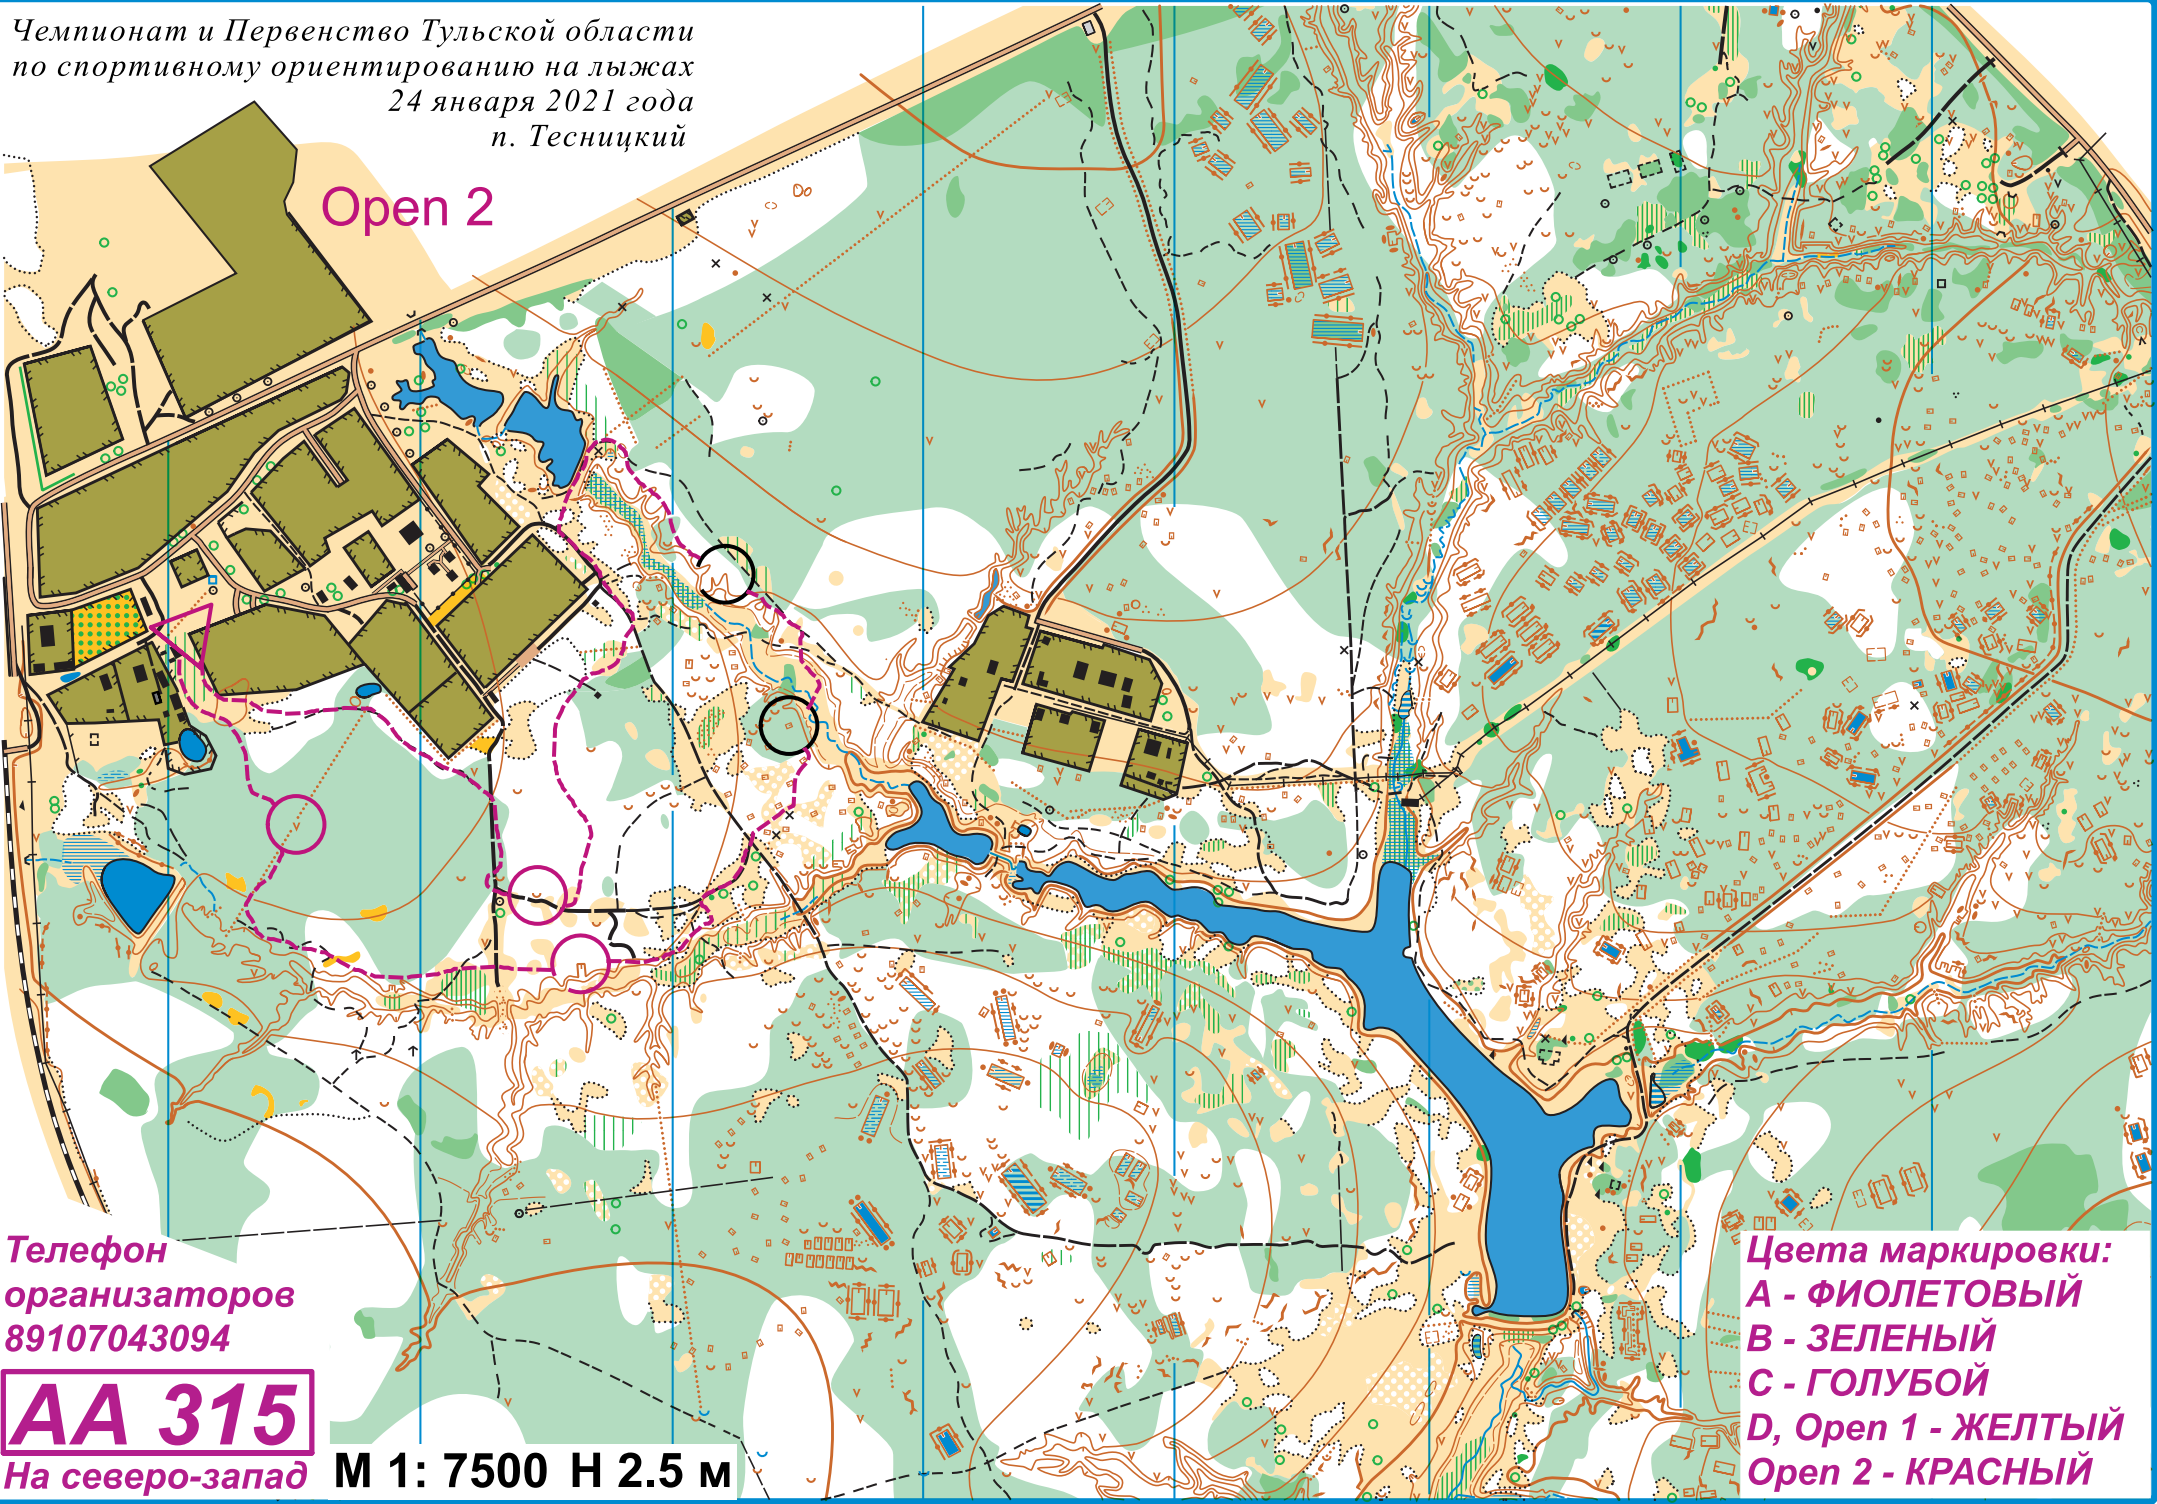 Чемпионат и Первенство Тульской области
по спортивному ориентированию на лыжах
24 января 2021 года
п. Тесницкий
Open 2
Телефон
организаторов
89107043094
АА 315
На северо-запад
М 1: 7500 Н 2.5 м
Цвета маркировки:
А - ФИОЛЕТОВЫЙ
В - ЗЕЛЕНЫЙ
С - ГОЛУБОЙ
D, Open 1 - ЖЕЛТЫЙ
Open 2 - КРАСНЫЙ